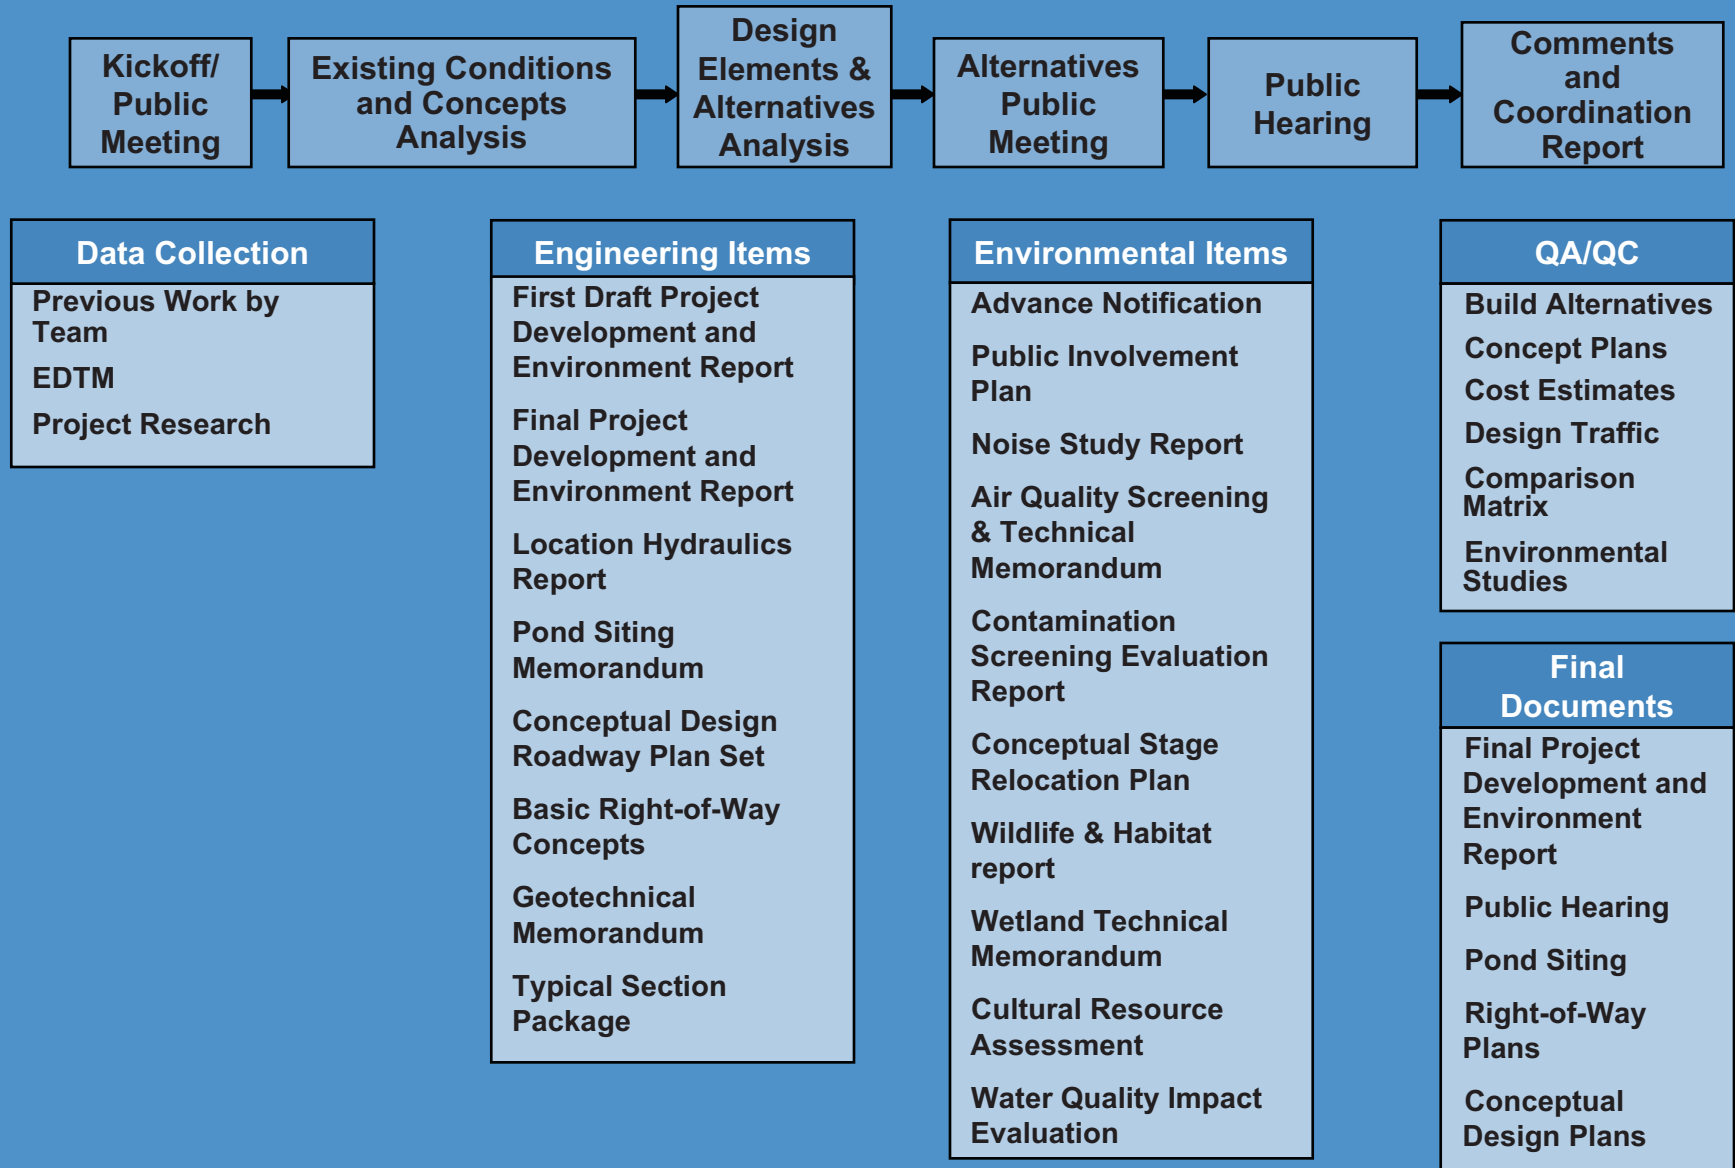 Kickoff/
Public
Meeting
Existing Conditions
and Concepts
Analysis
Design
Elements &
Alternatives
Analysis
Alternatives
Public
Meeting
Public
Hearing
Comments
and
Coordination
Report
Data Collection
Previous Work by
Team
EDTM
Project Research
Engineering Items
First Draft Project
Development and
Environment Report
Final Project
Development and
Environment Report
Location Hydraulics
Report
Pond Siting
Memorandum
Conceptual Design
Roadway Plan Set
Basic Right-of-Way
Concepts
Geotechnical
Memorandum
Typical Section
Package
Environmental Items
Advance Notification
Public Involvement
Plan
Noise Study Report
Air Quality Screening
& Technical
Memorandum
Contamination
Screening Evaluation
Report
Conceptual Stage
Relocation Plan
Wildlife & Habitat
report
Wetland Technical
Memorandum
Cultural Resource
Assessment
Water Quality Impact
Evaluation
QA/QC
Build Alternatives
Concept Plans
Cost Estimates
Design Traffic
Comparison
Matrix
Environmental
Studies
Final
Documents
Final Project
Development and
Environment
Report
Public Hearing
Pond Siting
Right-of-Way
Plans
Conceptual
Design Plans